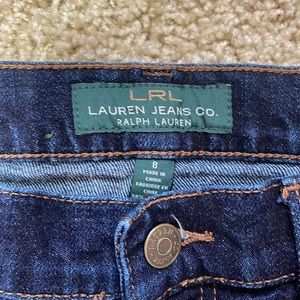 LRL
LAUREN JEANS CO.
RALPH LAUREN
8
MADE IN
CHINA
FABRIQUE EN
CHINE